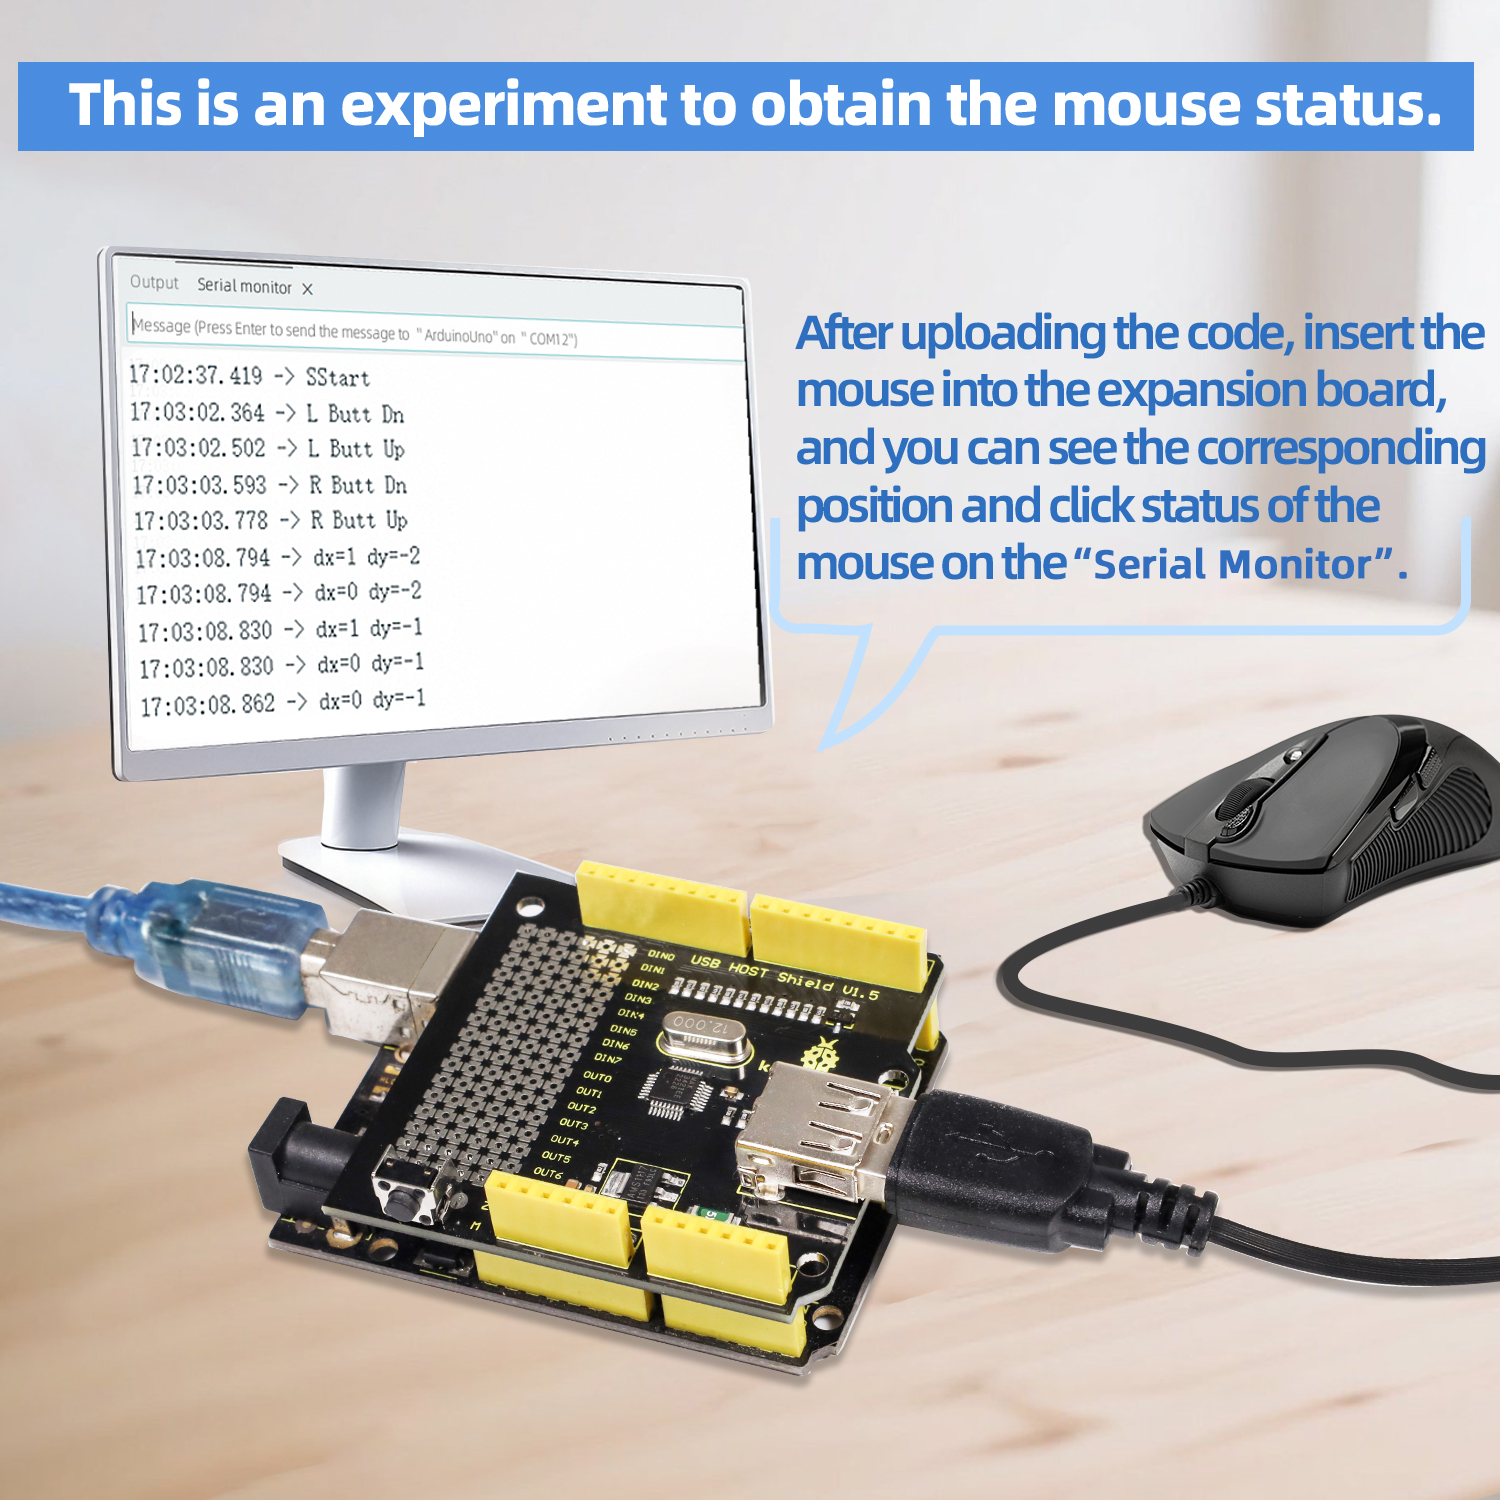 This is an experiment to obtain the mouse status.
Output Serial monitor X
Message (Press Enter to send the message to "ArduinoUno" on "COM12")
17:02:37.419 -> SStart
17:03:02.364 -> L Butt Dn
17:03:02.502 -> L Butt Up
17:03:03.593 -> R Butt Dn
17:03:03.778 -> R Butt Up
17:03:08.794 -> dx=1 dy=-2
17:03:08.794 -> dx=0 dy=-2
17:03:08.830 -> dx=1 dy=-1
17:03:08.830 -> dx=0 dy=-1
17:03:08.862 -> dx=0 dy=-1
After uploading the code, insert the
mouse into the expansion board,
and you can see the corresponding
position and click status of the
mouse on the “Serial Monitor”.
USB HOST Shield V1.5
DIN0
DIN1
DIN2
DIN3
DIN4
DIN5
DIN6
DIN7
OUT0
OUT1
OUT2
OUT3
OUT4
OUT5
OUT6
12.000